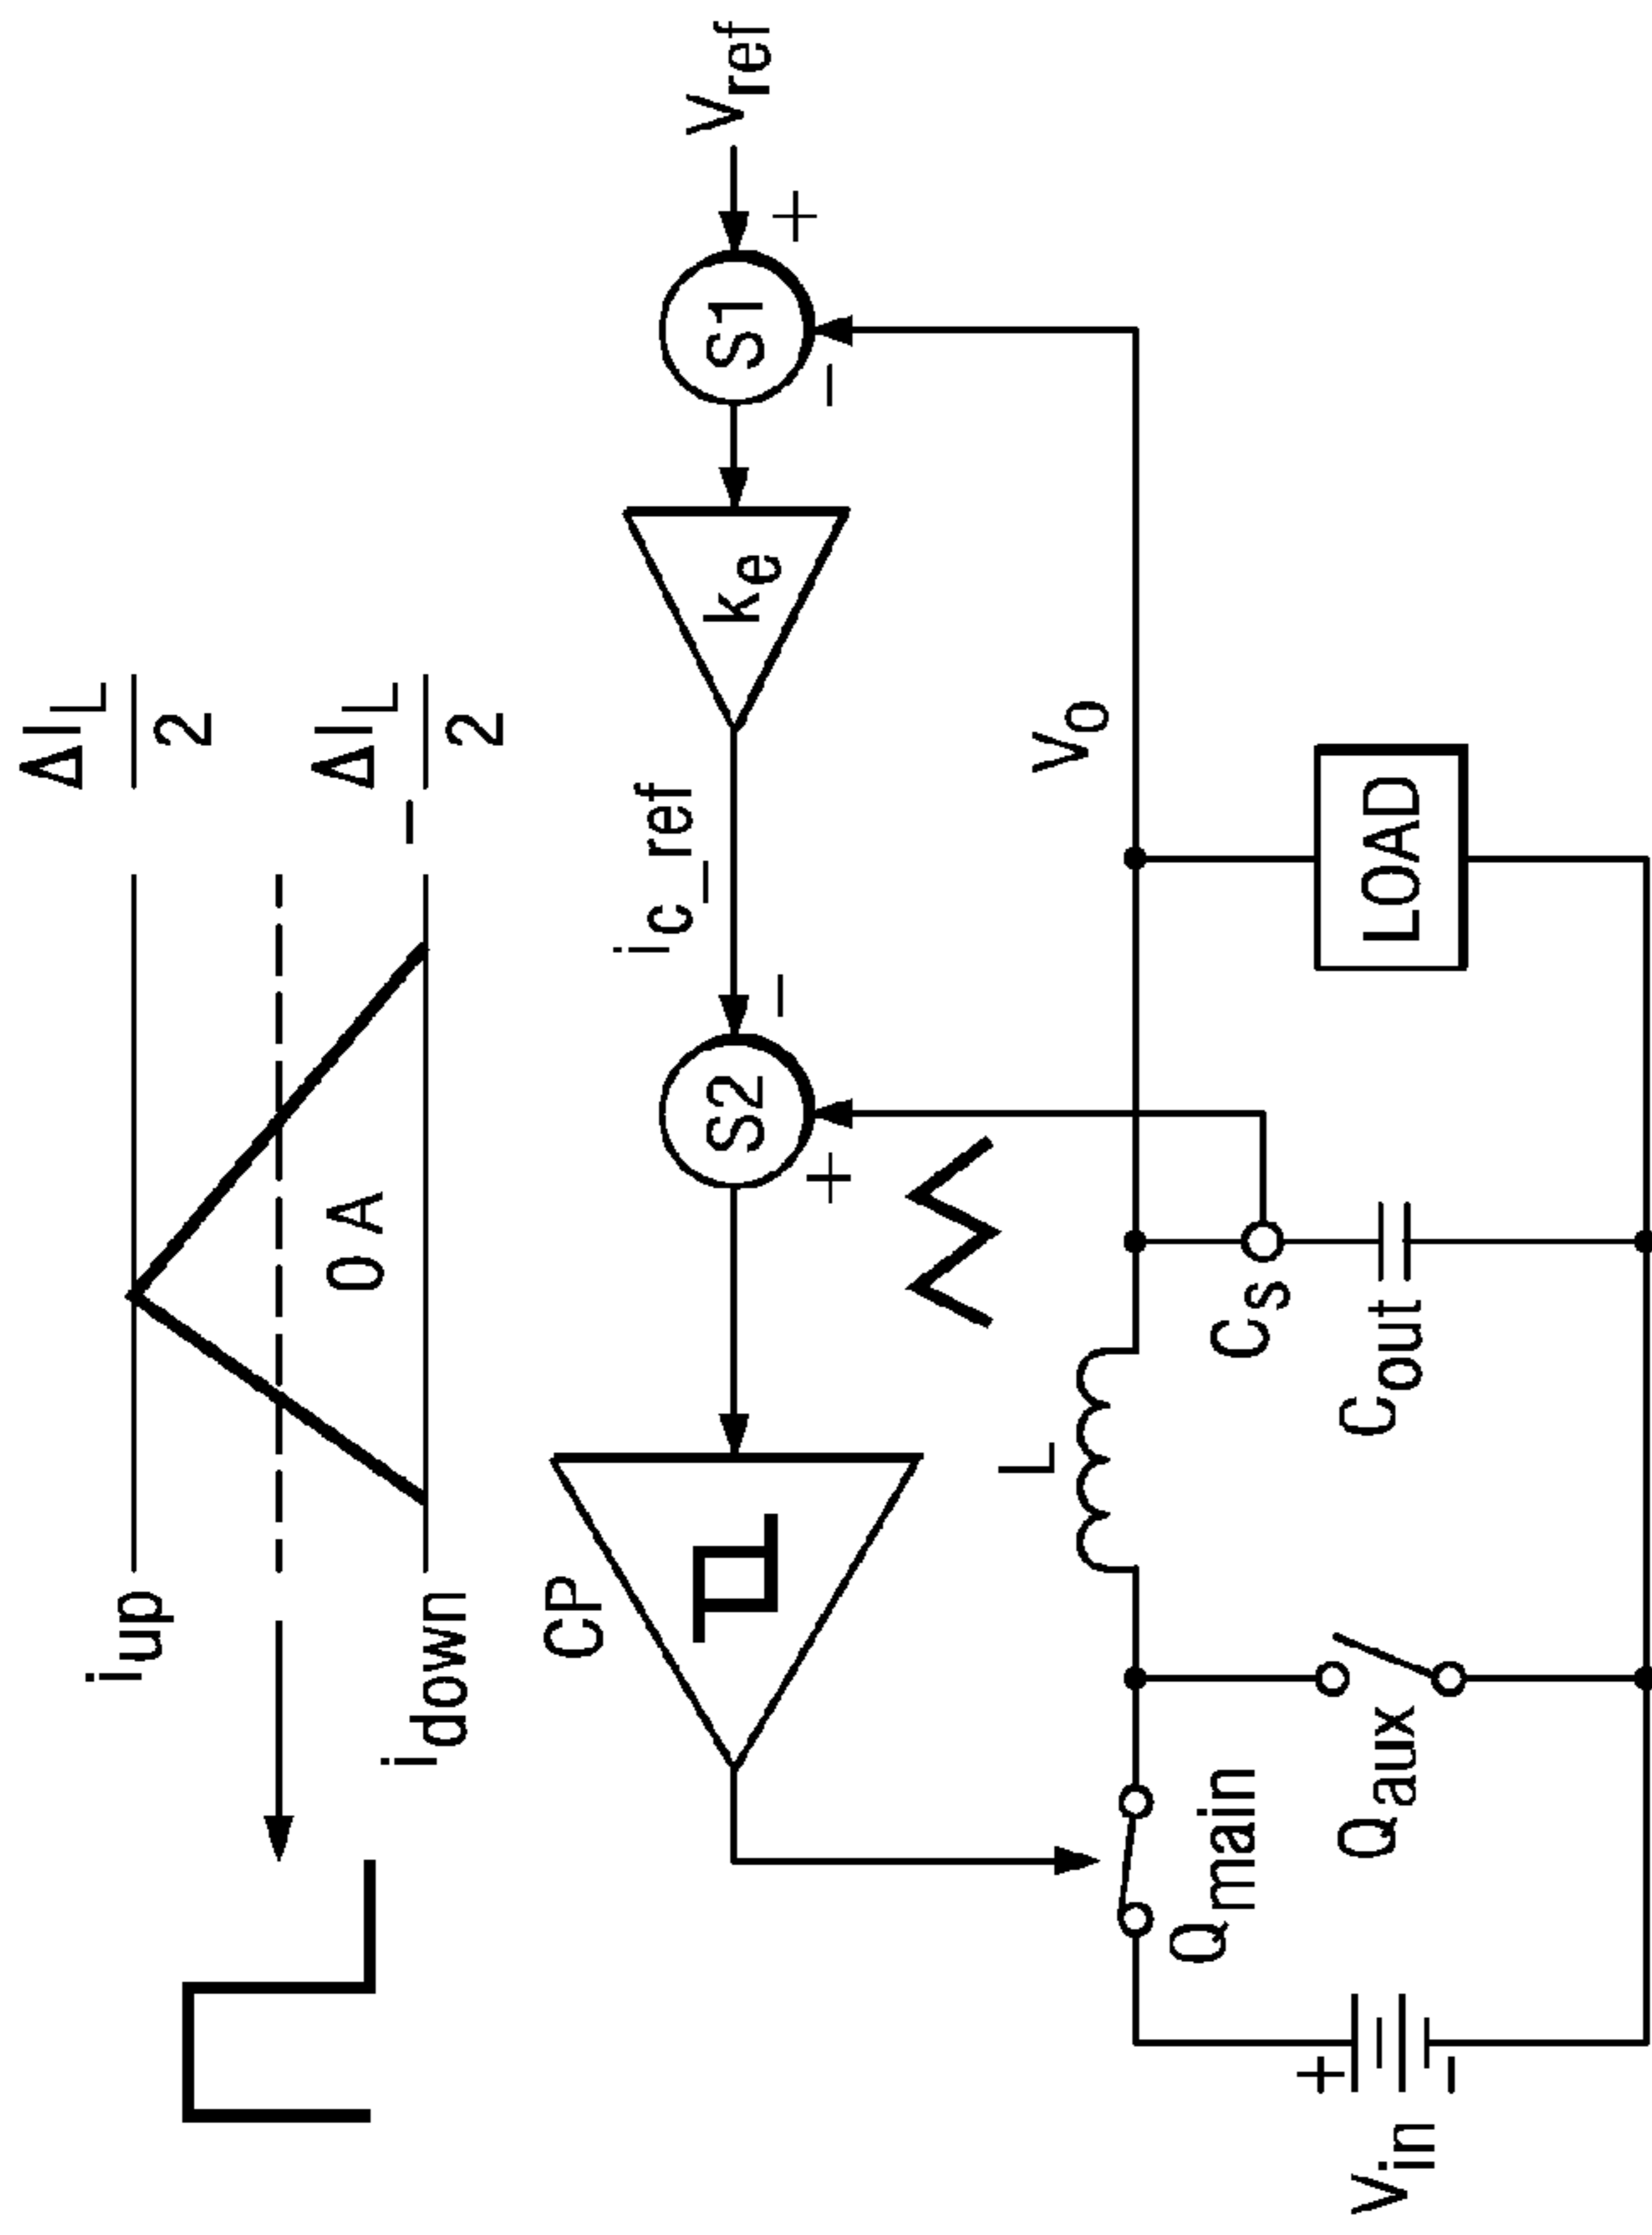 i_up
ΔI_L
2
0 A
i_down
- ΔI_L
2
CP
S2
i_c_ref
k_e
S1
V_ref
+
-
+
-
L
V_o
Q_main
Q_aux
C_s
C_out
LOAD
V_in
+
-